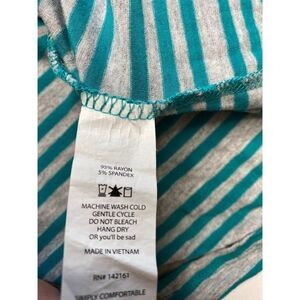 95% RAYON
5% SPANDEX
MACHINE WASH COLD
GENTLE CYCLE
DO NOT BLEACH
HANG DRY
OR you'll be sad
MADE IN VIETNAM
RN# 142161
SIMPLY COMFORTABLE